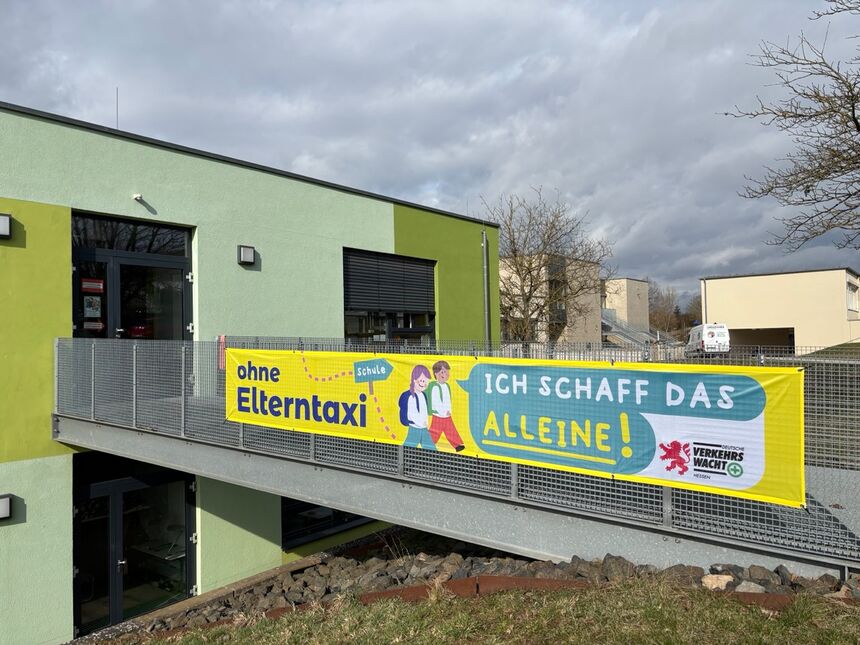 ohne
Elterntaxi
Schule
ICH SCHAFF DAS
ALLEINE!
DEUTSCHE
VERKEHRS
WACHT
HESSEN